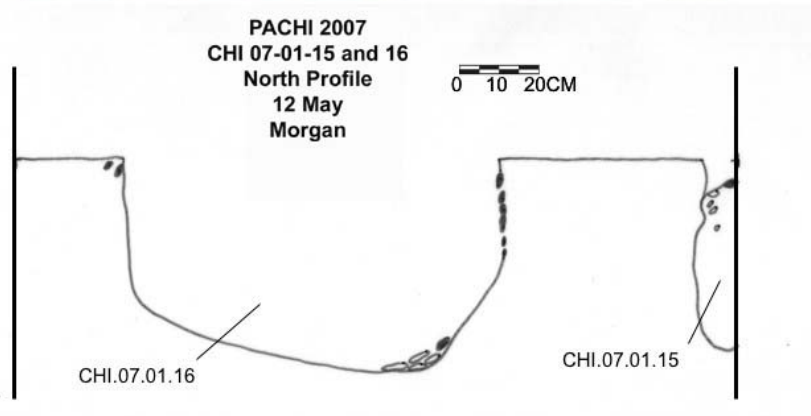 PACHI 2007
CHI 07-01-15 and 16
North Profile
12 May
Morgan
0 10 20CM
CHI.07.01.16
CHI.07.01.15